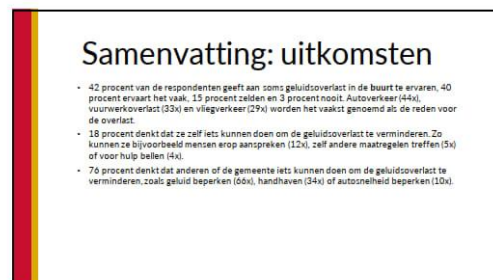 Samenvatting: uitkomsten
• 42 procent van de respondenten geeft aan soms geluidsoverlast in de buurt te ervaren, 40
procent ervaart het vaak, 15 procent zelden en 3 procent nooit. Autoverkeer (44x),
vuurwerkoverlast (33x) en vliegverkeer (29x) worden het vaakst genoemd als de reden voor
de overlast.
• 18 procent denkt dat ze zelf iets kunnen doen om de geluidsoverlast te verminderen. Zo
kunnen ze bijvoorbeeld mensen erop aanspreken (12x), zelf andere maatregelen treffen (5x)
of voor hulp bellen (4x).
• 76 procent denkt dat anderen of de gemeente iets kunnen doen om de geluidsoverlast te
verminderen, zoals geluid beperken (66x), handhaven (34x) of autosnelheid beperken (10x).